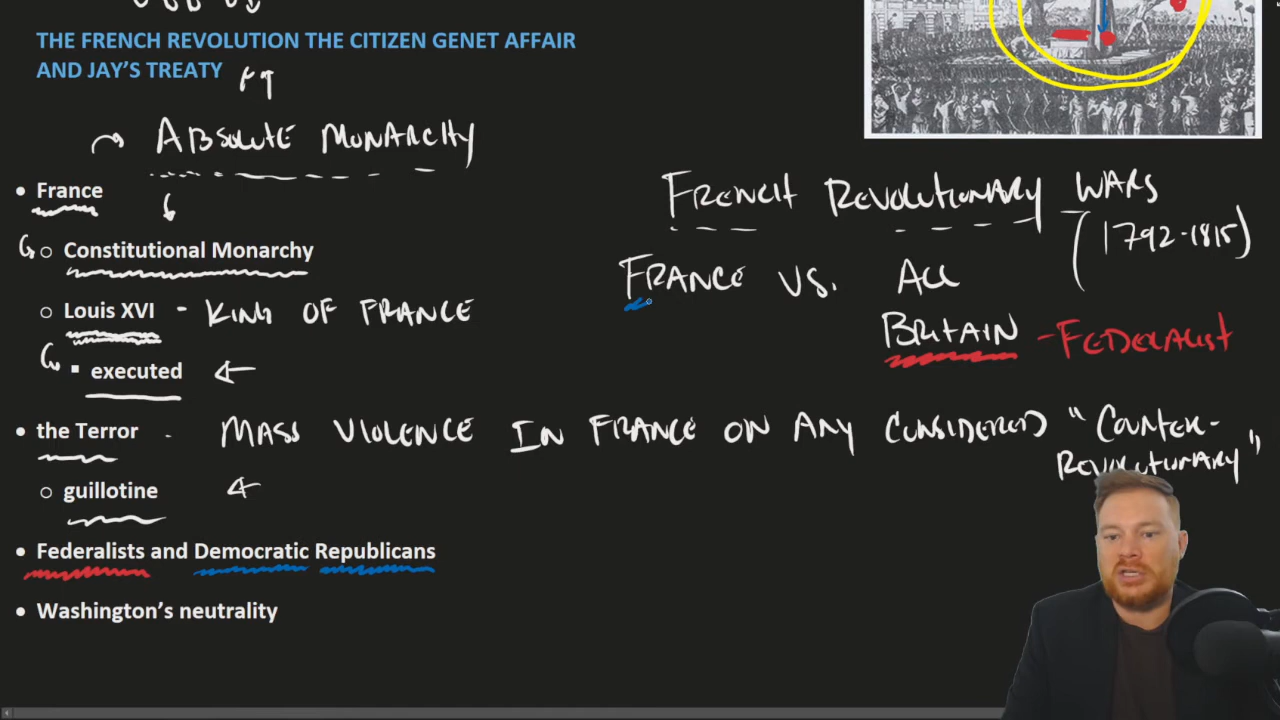 THE FRENCH REVOLUTION THE CITIZEN GENET AFFAIR
AND JAY'S TREATY
ABSOLUTE MONARCHY
• France
FRENCH REVOLUTIONARY WARS
(1792-1815)
○ Constitutional Monarchy
FRANCE VS. ALL
○ Louis XVI - KING OF FRANCE
BRITAIN - FEDERALIST
▪ executed
• the Terror - MASS VIOLENCE IN FRANCE ON ANY CONSIDERED "COUNTER-
REVOLUTIONARY"
○ guillotine
• Federalists and Democratic Republicans
• Washington's neutrality